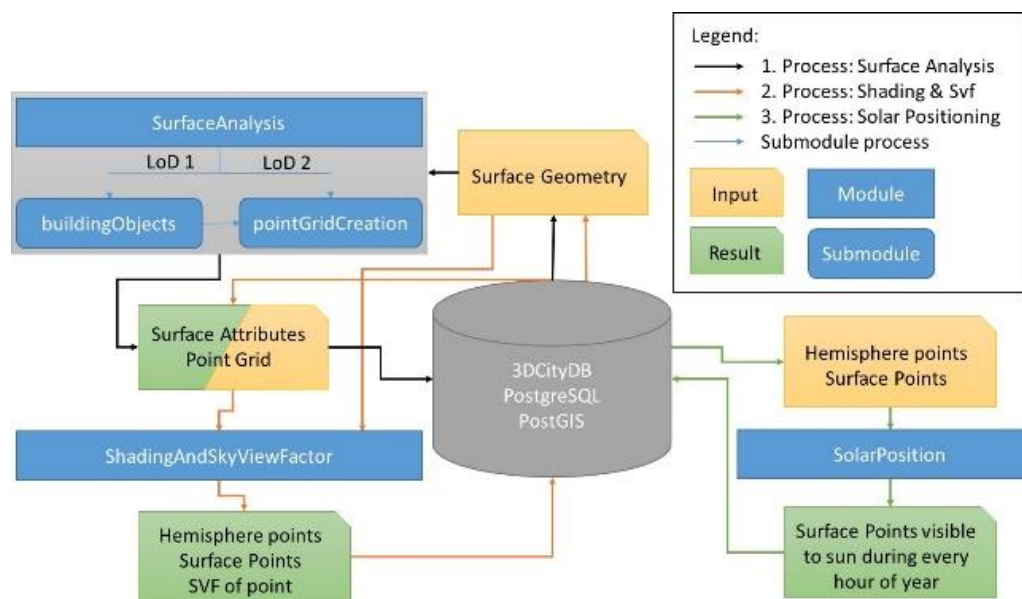 Legend:
1. Process: Surface Analysis
2. Process: Shading & Svf
3. Process: Solar Positioning
Submodule process
Input
Module
Result
Submodule
SurfaceAnalysis
LoD 1
LoD 2
buildingObjects
pointGridCreation
Surface Geometry
Surface Attributes
Point Grid
3DCityDB
PostgreSQL
PostGIS
Hemisphere points
Surface Points
ShadingAndSkyViewFactor
SolarPosition
Hemisphere points
Surface Points
SVF of point
Surface Points visible
to sun during every
hour of year